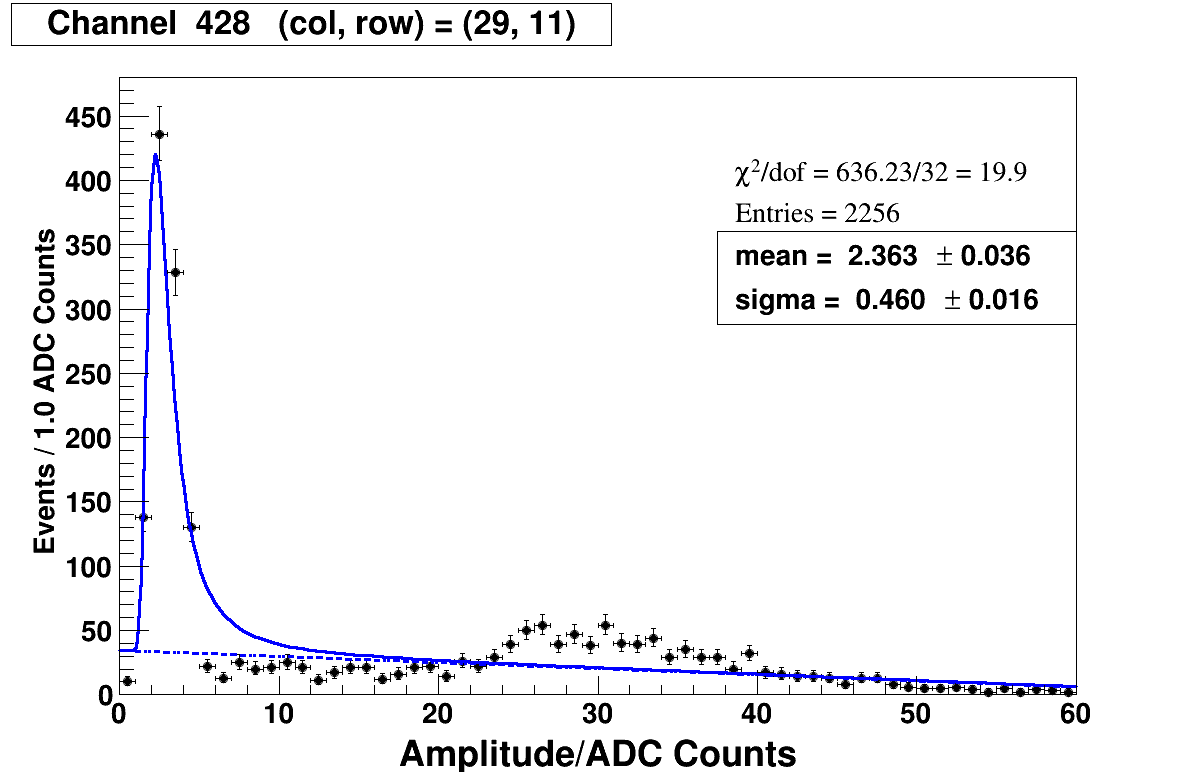 Channel 428 (col, row) = (29, 11)
χ²/dof = 636.23/32 = 19.9
Entries = 2256
mean = 2.363 ± 0.036
sigma = 0.460 ± 0.016
Events / 1.0 ADC Counts
450
400
350
300
250
200
150
100
50
0
0 10 20 30 40 50 60
Amplitude/ADC Counts